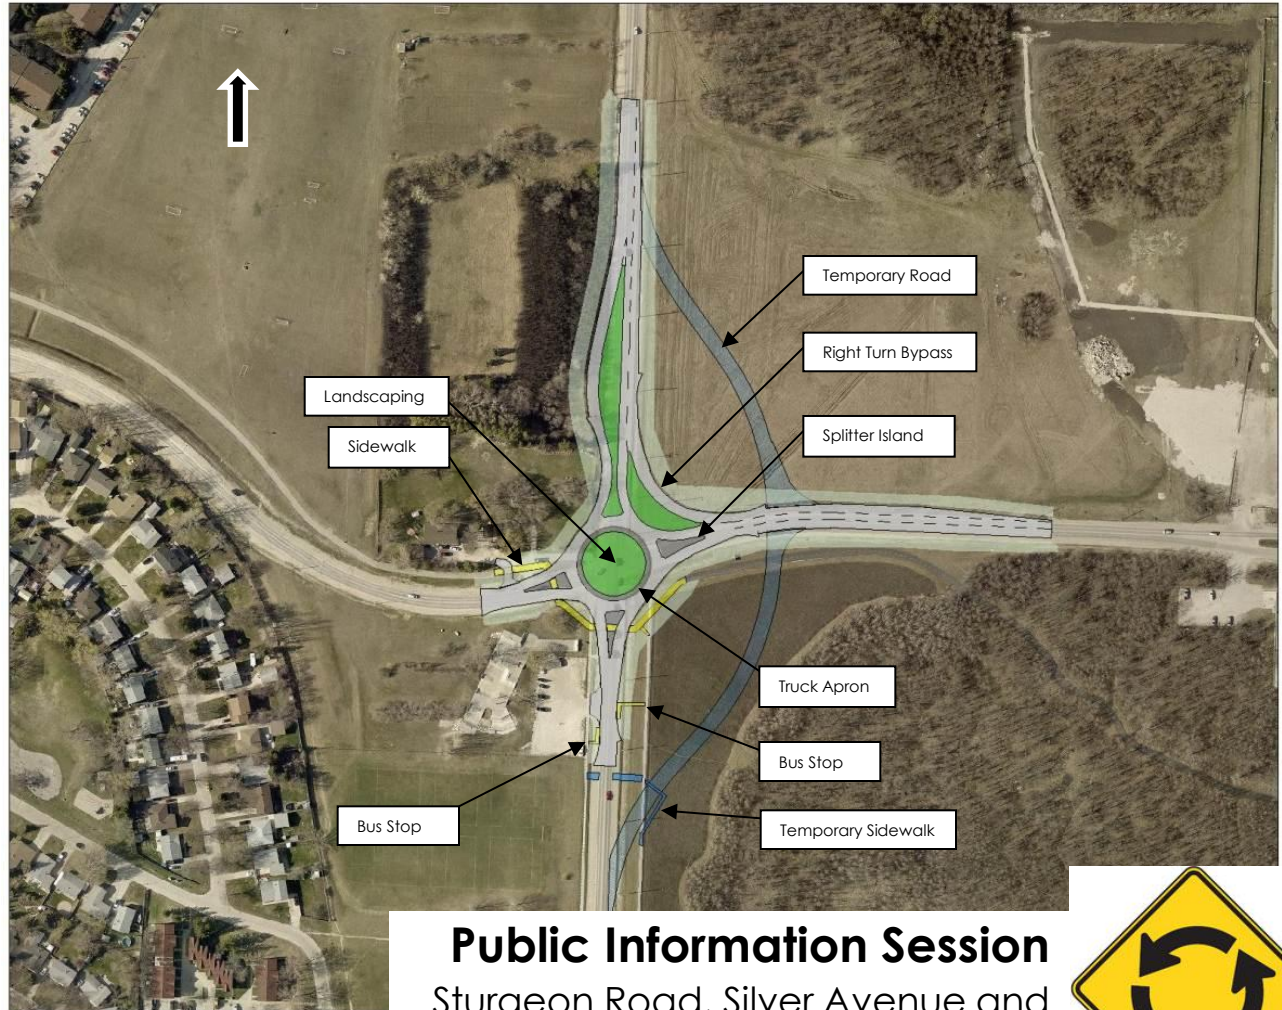 Temporary Road
Right Turn Bypass
Landscaping
Splitter Island
Sidewalk
Truck Apron
Bus Stop
Bus Stop
Temporary Sidewalk
Public Information Session
Sturgeon Road, Silver Avenue and